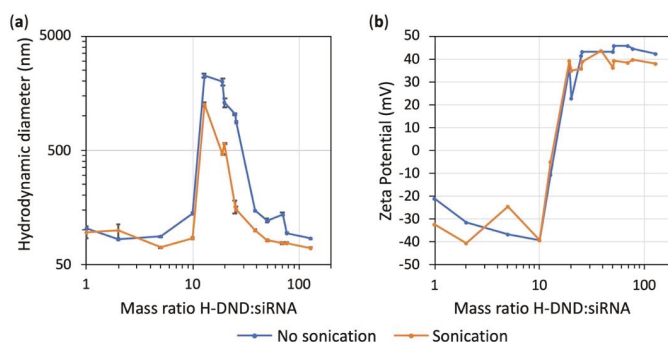 (a)
Hydrodynamic diameter (nm)
5000
500
50
1
10
100
Mass ratio H-DND:siRNA
(b)
Zeta Potential (mV)
50
40
30
20
10
0
-10
-20
-30
-40
-50
1
10
100
Mass ratio H-DND:siRNA
No sonication
Sonication